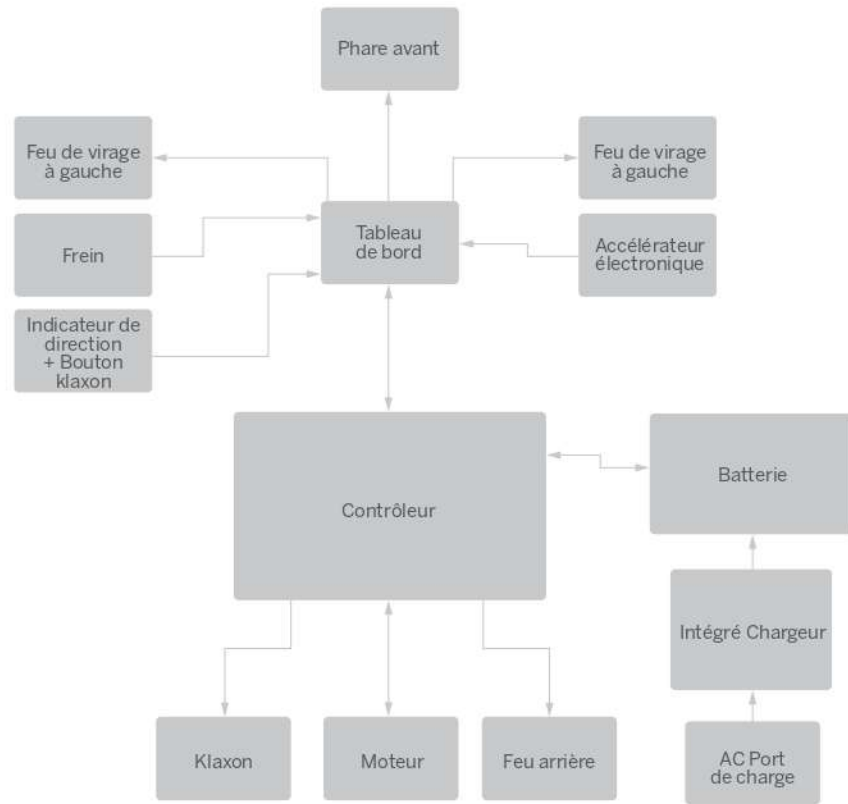 Phare avant
Feu de virage
à gauche
Feu de virage
à gauche
Frein
Tableau
de bord
Accélérateur
électronique
Indicateur de
direction
+ Bouton
klaxon
Contrôleur
Batterie
Intégré Chargeur
Klaxon
Moteur
Feu arrière
AC Port
de charge